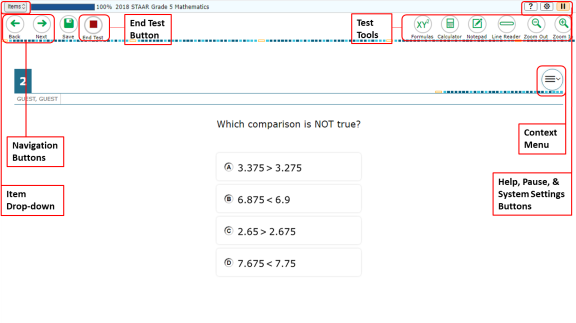 Items
100% 2018 STAAR Grade 5 Mathematics
?
Back
Next
Save
End Test
End Test
Button
Test
Tools
XY²
Formulas
Calculator
Notepad
Line Reader
Zoom Out
Zoom
2
GUEST, GUEST
Which comparison is NOT true?
A 3.375 > 3.275
B 6.875 < 6.9
C 2.65 > 2.675
D 7.675 < 7.75
Navigation
Buttons
Item
Drop-down
Context
Menu
Help, Pause, &
System Settings
Buttons